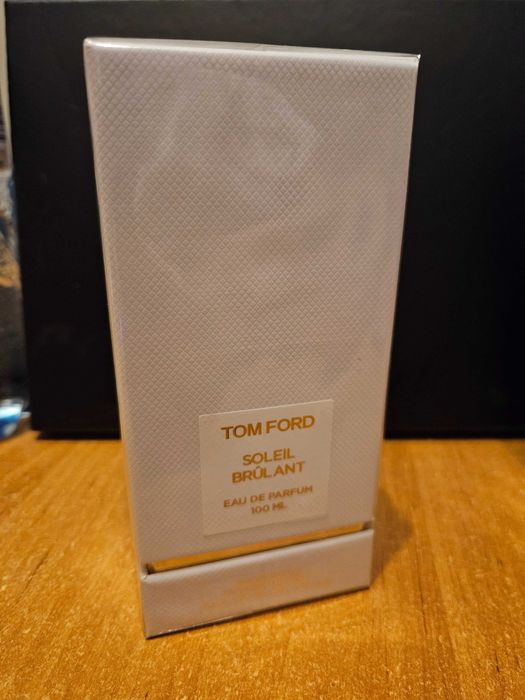 TOM FORD
SOLEIL
BRÛLANT
EAU DE PARFUM
100 ML